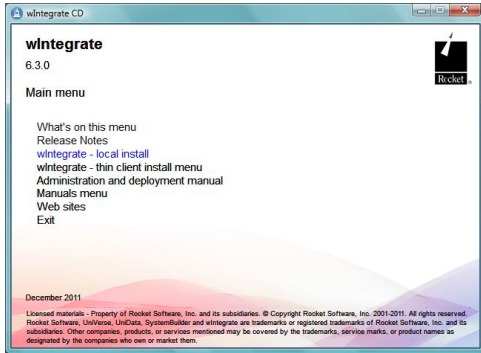 wIntegrate CD
wIntegrate
6.3.0
Rocket
Main menu
What's on this menu
Release Notes
wIntegrate - local install
wIntegrate - thin client install menu
Administration and deployment manual
Manuals menu
Web sites
Exit
December 2011
Licensed materials - Property of Rocket Software, Inc. and its subsidiaries. © Copyright Rocket Software, Inc. 2001-2011. All rights reserved.
Rocket Software, UniVerse, UniData, SystemBuilder and wIntegrate are trademarks or registered trademarks of Rocket Software, Inc. and its
subsidiaries. Other companies, products, or services mentioned may be covered by the trademarks, service marks, or product names as
designated by the companies who own or market them.